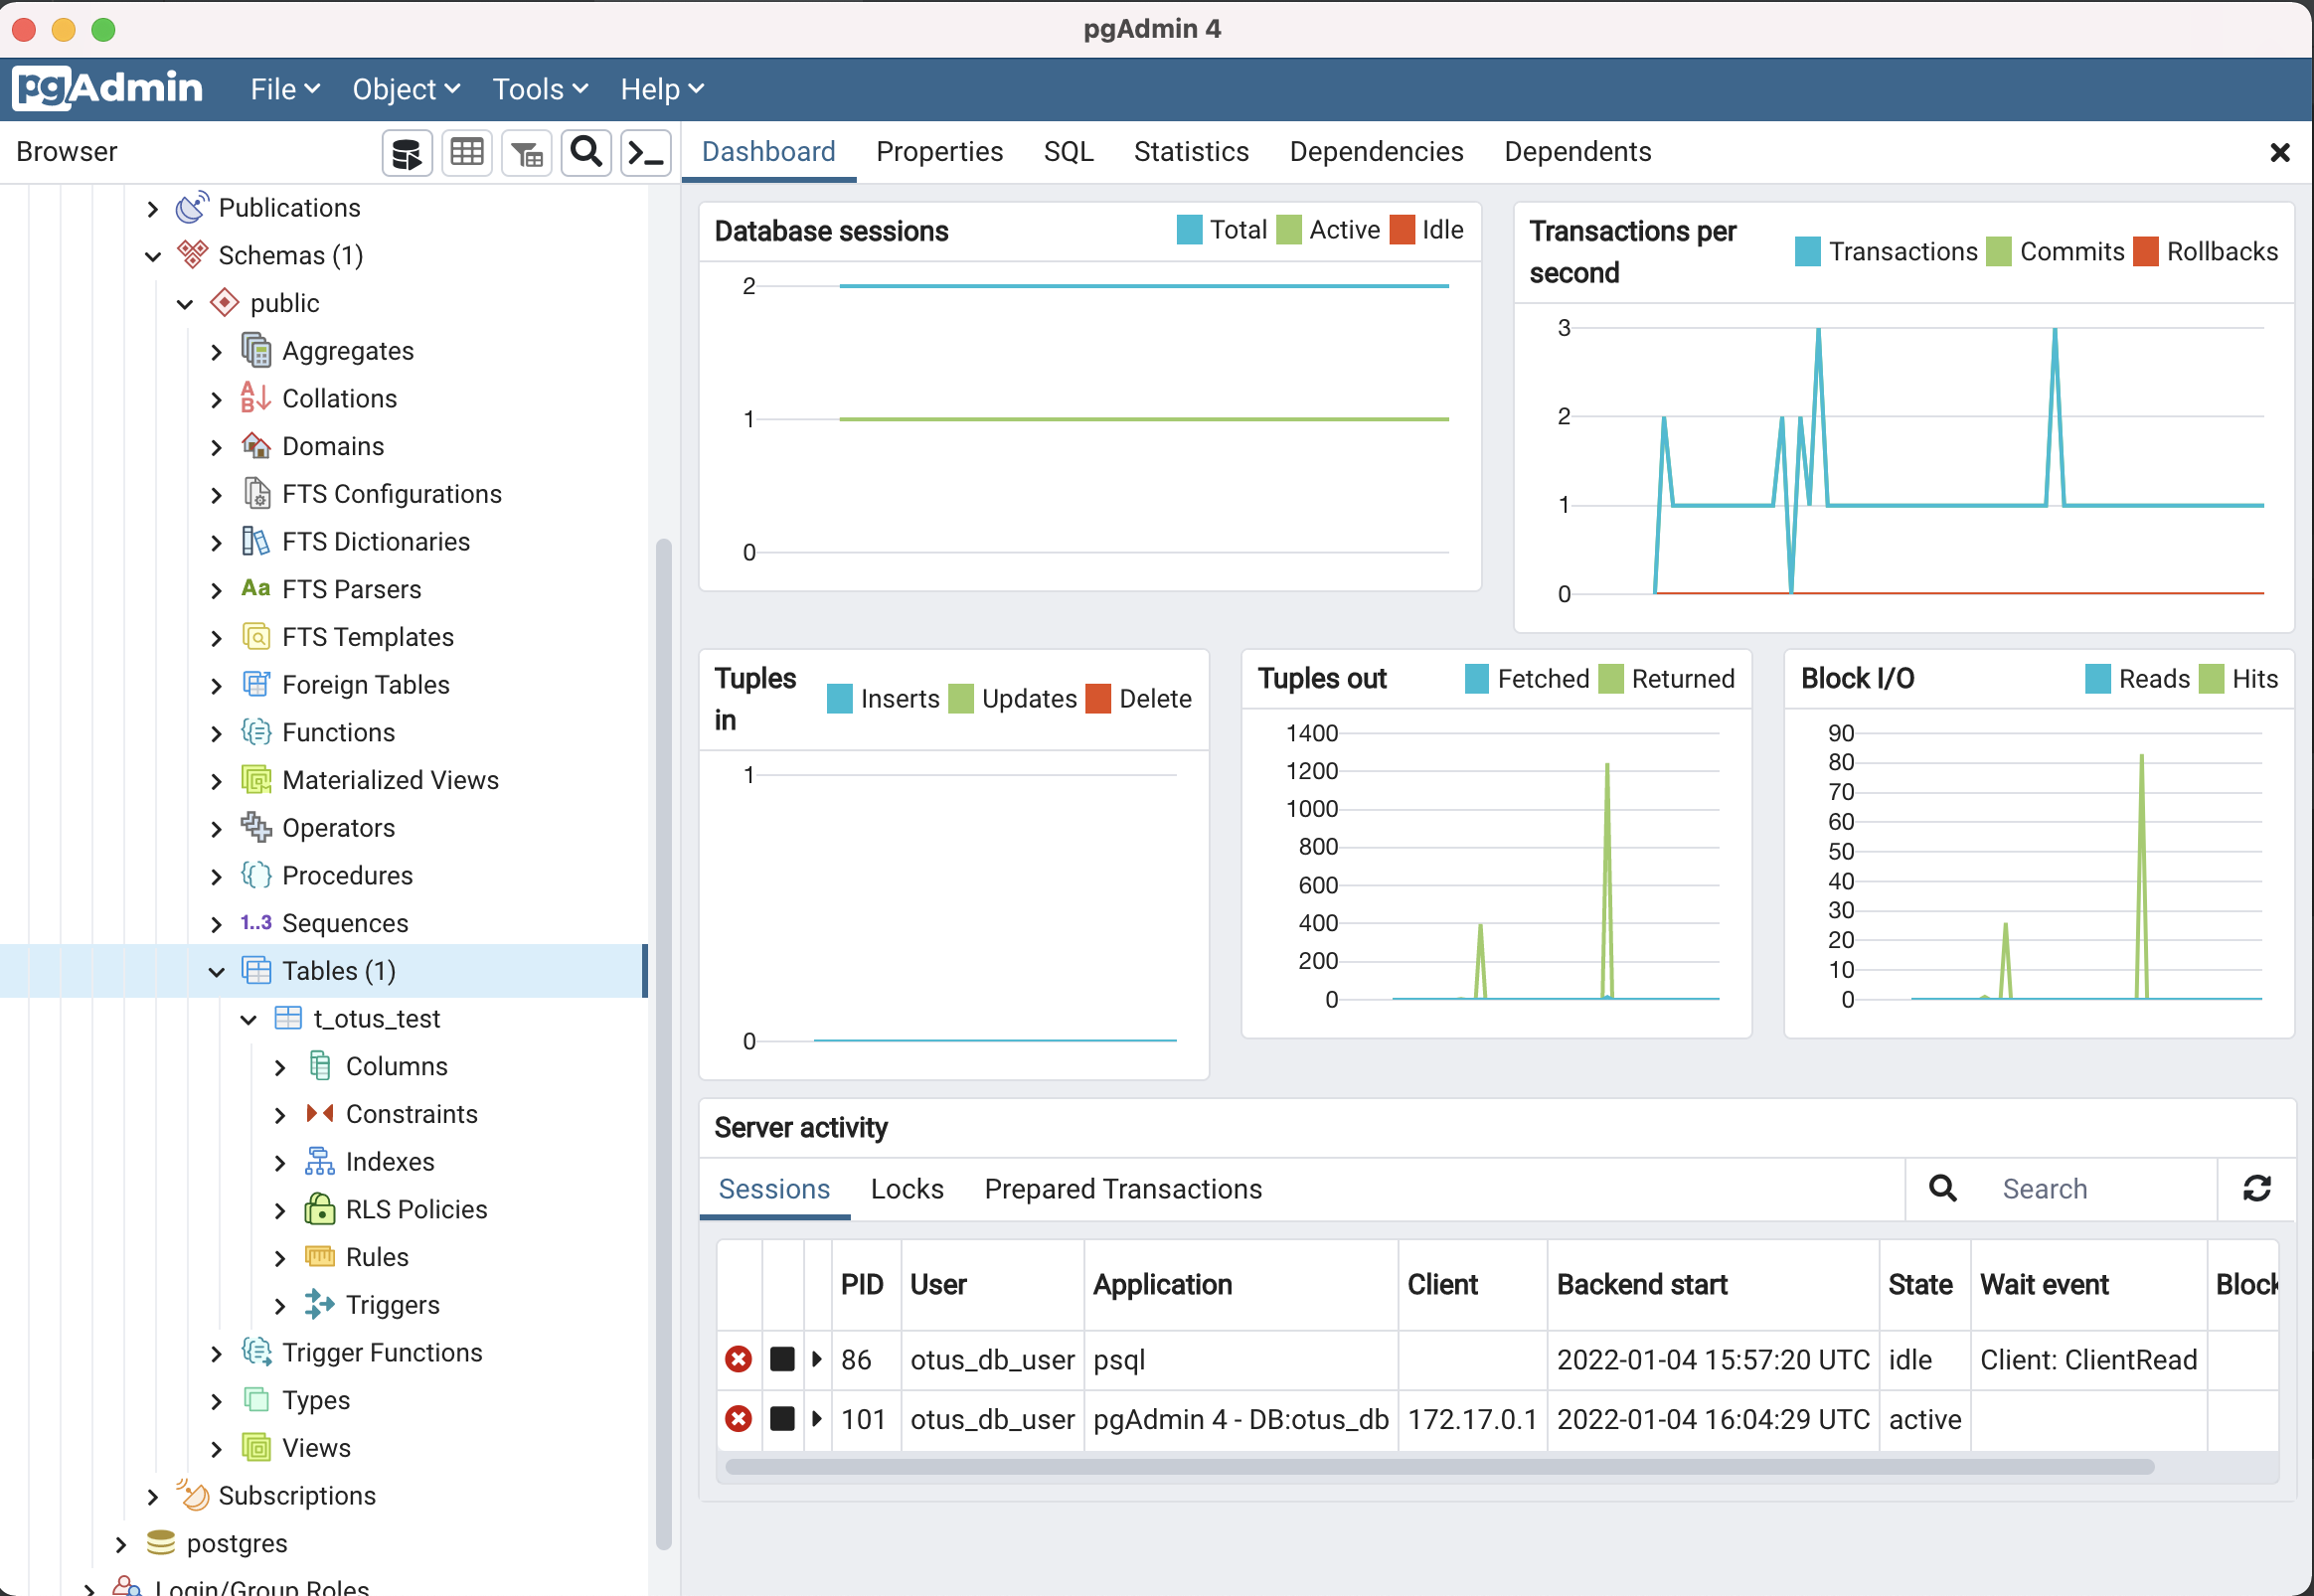 pgAdmin 4
pgAdmin File Object Tools Help
Browser
Dashboard Properties SQL Statistics Dependencies Dependents
Publications
Schemas (1)
public
Aggregates
Collations
Domains
FTS Configurations
FTS Dictionaries
Aa FTS Parsers
FTS Templates
Foreign Tables
Functions
Materialized Views
Operators
Procedures
1..3 Sequences
Tables (1)
t_otus_test
Columns
Constraints
Indexes
RLS Policies
Rules
Triggers
Trigger Functions
Types
Views
Subscriptions
postgres
Login/Group Roles
Database sessions Total Active Idle
2
1
0
Transactions per second Transactions Commits Rollbacks
3
2
1
0
Tuples in Inserts Updates Delete
1
0
Tuples out Fetched Returned
1400
1200
1000
800
600
400
200
0
Block I/O Reads Hits
90
80
70
60
50
40
30
20
10
0
Server activity
Sessions Locks Prepared Transactions Search
PID User Application Client Backend start State Wait event Block
86 otus_db_user psql 2022-01-04 15:57:20 UTC idle Client: ClientRead
101 otus_db_user pgAdmin 4 - DB:otus_db 172.17.0.1 2022-01-04 16:04:29 UTC active